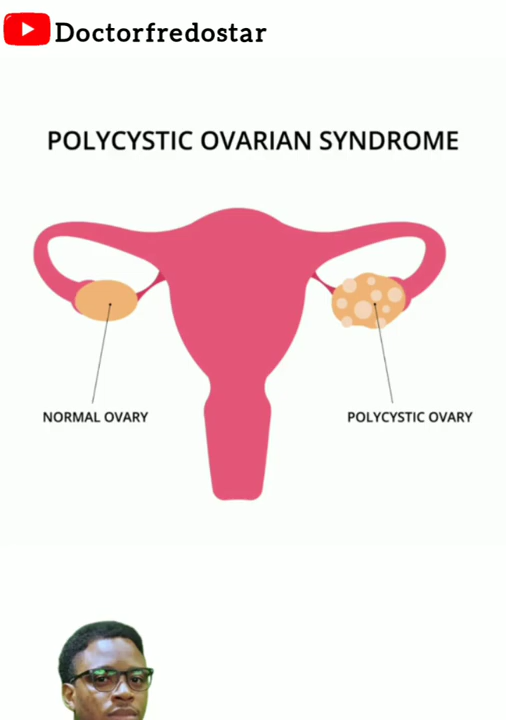 Doctorfredostar
POLYCYSTIC OVARIAN SYNDROME
NORMAL OVARY
POLYCYSTIC OVARY